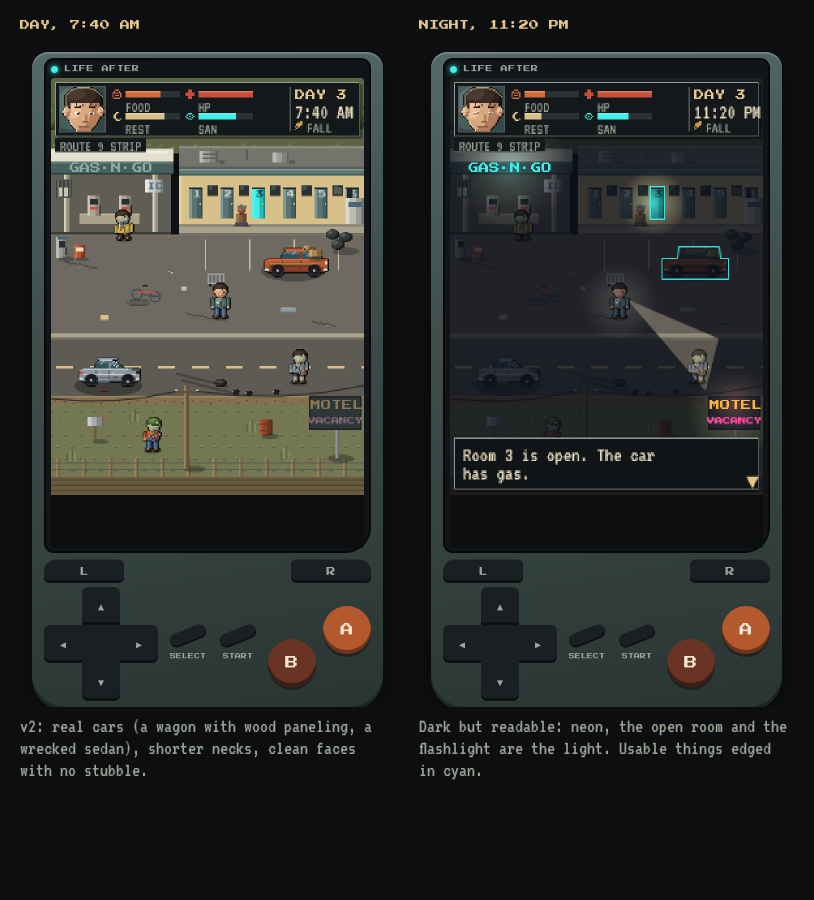 DAY, 7:40 AM
LIFE AFTER
FOOD
HP
DAY 3
7:40 AM
REST
SAN
FALL
ROUTE 9 STRIP
GAS·N·GO
2
3
4
5
MOTEL
VACANCY
L
R
SELECT
START
B
A
v2: real cars (a wagon with wood paneling, a
wrecked sedan), shorter necks, clean faces
with no stubble.
NIGHT, 11:20 PM
LIFE AFTER
FOOD
HP
DAY 3
11:20 PM
REST
SAN
FALL
ROUTE 9 STRIP
GAS·N·GO
MOTEL
VACANCY
Room 3 is open. The car
has gas.
L
R
SELECT
START
B
A
Dark but readable: neon, the open room and the
flashlight are the light. Usable things edged
in cyan.